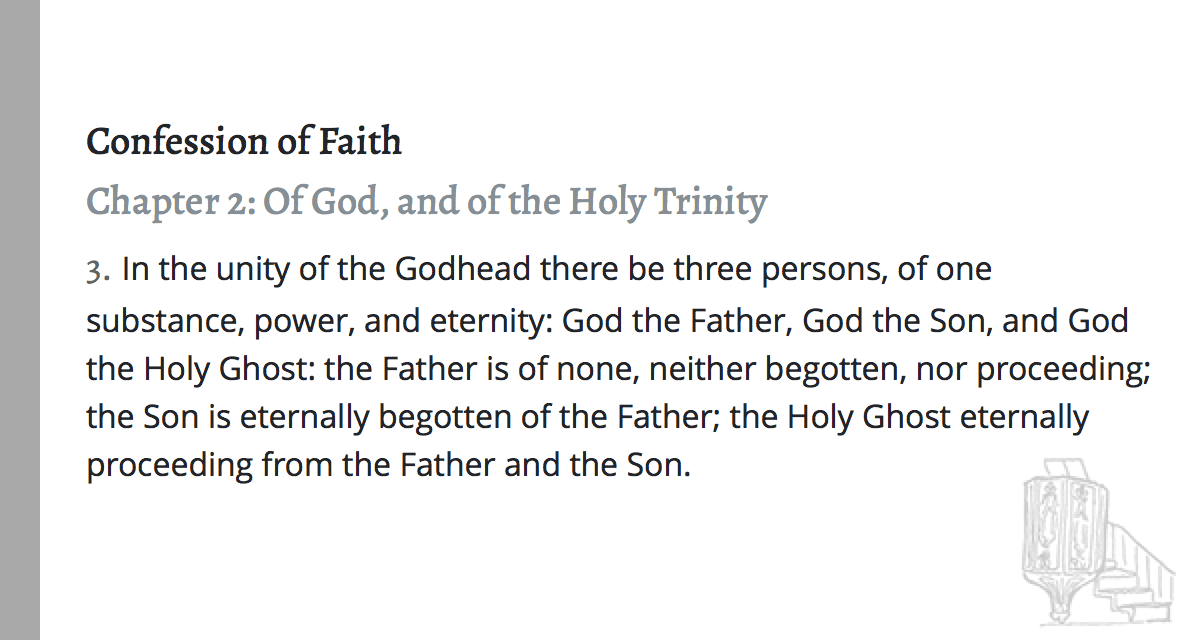 Confession of Faith
Chapter 2: Of God, and of the Holy Trinity
3. In the unity of the Godhead there be three persons, of one
substance, power, and eternity: God the Father, God the Son, and God
the Holy Ghost: the Father is of none, neither begotten, nor proceeding;
the Son is eternally begotten of the Father; the Holy Ghost eternally
proceeding from the Father and the Son.